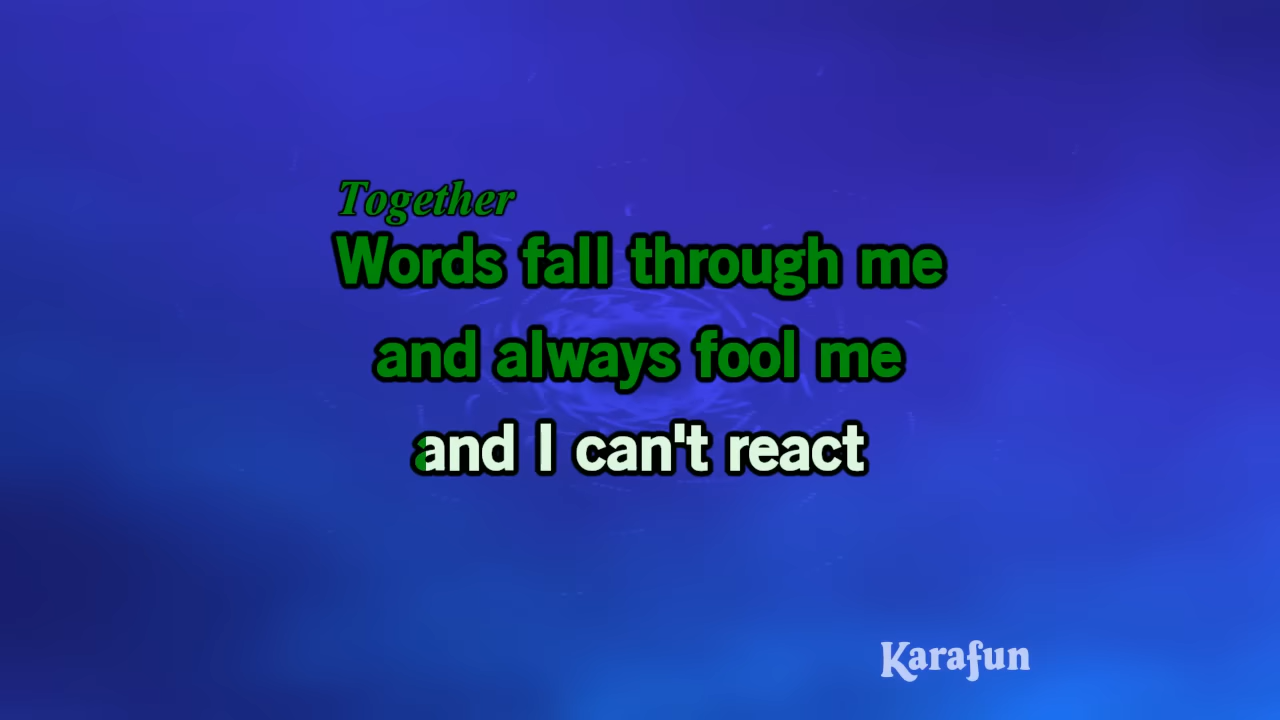 Together
Words fall through me
and always fool me
and I can't react
Karafun